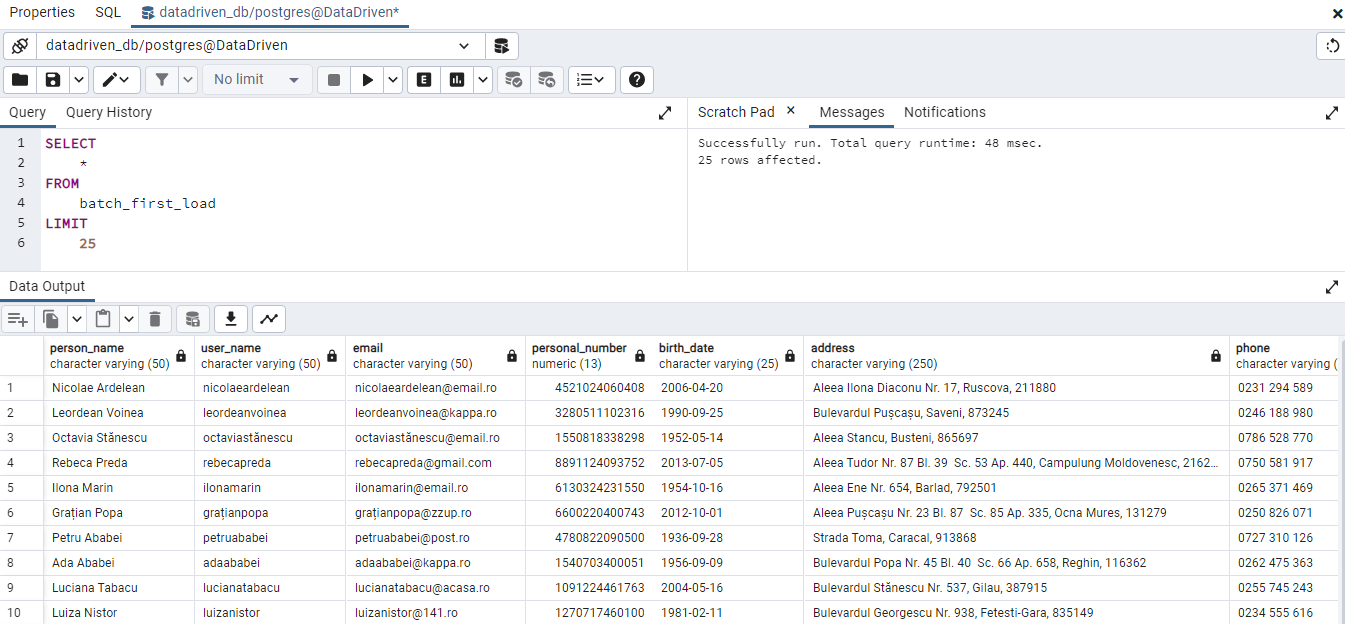 Properties SQL datadriven_db/postgres@DataDriven*
datadriven_db/postgres@DataDriven
No limit
Query Query History
1 SELECT
2 *
3 FROM
4 batch_first_load
5 LIMIT
6 25
Scratch Pad Messages Notifications
Successfully run. Total query runtime: 48 msec.
25 rows affected.
Data Output
person_name user_name email personal_number birth_date address phone
character varying (50) character varying (50) character varying (50) numeric (13) character varying (25) character varying (250) character varying (
1 Nicolae Ardelean nicolaeardelean nicolaeardelean@email.ro 4521024060408 2006-04-20 Aleea Ilona Diaconu Nr. 17, Ruscova, 211880 0231 294 589
2 Leordean Voinea leordeanvoinea leordeanvoinea@kappa.ro 3280511102316 1990-09-25 Bulevardul Pușcașu, Saveni, 873245 0246 188 980
3 Octavia Stănescu octaviastănescu octaviastănescu@email.ro 1550818338298 1952-05-14 Aleea Stancu, Busteni, 865697 0786 528 770
4 Rebeca Preda rebecapreda rebecapreda@gmail.com 8891124093752 2013-07-05 Aleea Tudor Nr. 87 Bl. 39 Sc. 53 Ap. 440, Campulung Moldovenesc, 2162... 0750 581 917
5 Ilona Marin ilonamarin ilonamarin@email.ro 6130324231550 1954-10-16 Aleea Ene Nr. 654, Barlad, 792501 0265 371 469
6 Grațian Popa grațianpopa grațianpopa@zzup.ro 6600220400743 2012-10-01 Aleea Pușcașu Nr. 23 Bl. 87 Sc. 85 Ap. 335, Ocna Mures, 131279 0250 826 071
7 Petru Ababei petruababei petruababei@post.ro 4780822090500 1936-09-28 Strada Toma, Caracal, 913868 0727 310 126
8 Ada Ababei adaababei adaababei@kappa.ro 1540703400051 1956-09-09 Bulevardul Popa Nr. 45 Bl. 40 Sc. 66 Ap. 658, Reghin, 116362 0262 475 363
9 Luciana Tabacu lucianatabacu lucianatabacu@acasa.ro 1091224461763 2004-05-16 Bulevardul Stănescu Nr. 537, Gilau, 387915 0255 745 243
10 Luiza Nistor luizanistor luizanistor@141.ro 1270717460100 1981-02-11 Bulevardul Georgescu Nr. 938, Fetesti-Gara, 835149 0234 555 616